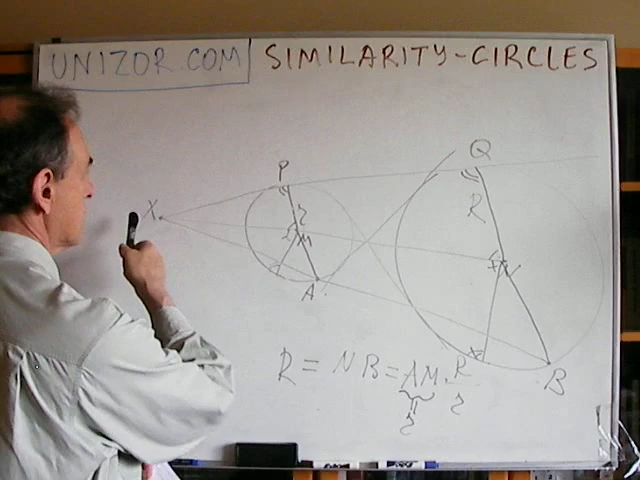 UNIZOR.COM
SIMILARITY-CIRCLES
X
P
Q
R
r
M
N
A
B
R = NB = AM · R
r
r